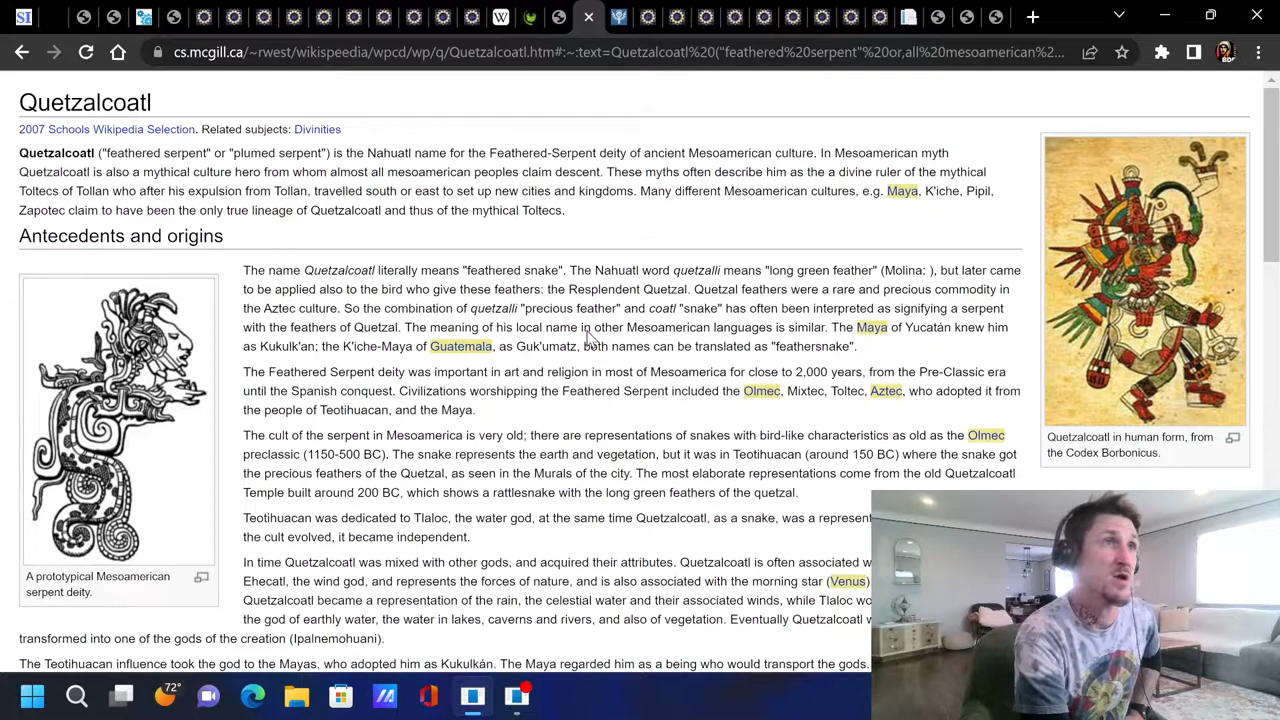 cs.mcgill.ca/~rwest/wikispeedia/wpcd/wp/q/Quetzalcoatl.htm#:~:text=Quetzalcoatl%20("feathered%20serpent"%20or,all%20mesoamerican%2...
Quetzalcoatl
2007 Schools Wikipedia Selection. Related subjects: Divinities
Quetzalcoatl ("feathered serpent" or "plumed serpent") is the Nahuatl name for the Feathered-Serpent deity of ancient Mesoamerican culture. In Mesoamerican myth
Quetzalcoatl is also a mythical culture hero from whom almost all mesoamerican peoples claim descent. These myths often describe him as the a divine ruler of the mythical
Toltecs of Tollan who after his expulsion from Tollan, travelled south or east to set up new cities and kingdoms. Many different Mesoamerican cultures, e.g. Maya, K'iche, Pipil,
Zapotec claim to have been the only true lineage of Quetzalcoatl and thus of the mythical Toltecs.
Antecedents and origins
The name Quetzalcoatl literally means "feathered snake". The Nahuatl word quetzalli means "long green feather" (Molina: ), but later came
to be applied also to the bird who give these feathers: the Resplendent Quetzal. Quetzal feathers were a rare and precious commodity in
the Aztec culture. So the combination of quetzalli "precious feather" and coatl "snake" has often been interpreted as signifying a serpent
with the feathers of Quetzal. The meaning of his local name in other Mesoamerican languages is similar. The Maya of Yucatán knew him
as Kukulk'an; the K'iche-Maya of Guatemala, as Guk'umatz, both names can be translated as "feathersnake".
The Feathered Serpent deity was important in art and religion in most of Mesoamerica for close to 2,000 years, from the Pre-Classic era
until the Spanish conquest. Civilizations worshipping the Feathered Serpent included the Olmec, Mixtec, Toltec, Aztec, who adopted it from
the people of Teotihuacan, and the Maya.
The cult of the serpent in Mesoamerica is very old; there are representations of snakes with bird-like characteristics as old as the Olmec
preclassic (1150-500 BC). The snake represents the earth and vegetation, but it was in Teotihuacan (around 150 BC) where the snake got
the precious feathers of the Quetzal, as seen in the Murals of the city. The most elaborate representations come from the old Quetzalcoatl
Temple built around 200 BC, which shows a rattlesnake with the long green feathers of the quetzal.
Teotihuacan was dedicated to Tlaloc, the water god, at the same time Quetzalcoatl, as a snake, was a represent
the cult evolved, it became independent.
In time Quetzalcoatl was mixed with other gods, and acquired their attributes. Quetzalcoatl is often associated w
Ehecatl, the wind god, and represents the forces of nature, and is also associated with the morning star (Venus)
Quetzalcoatl became a representation of the rain, the celestial water and their associated winds, while Tlaloc wo
the god of earthly water, the water in lakes, caverns and rivers, and also of vegetation. Eventually Quetzalcoatl w
transformed into one of the gods of the creation (Ipalnemohuani).
The Teotihuacan influence took the god to the Mayas, who adopted him as Kukulkán. The Maya regarded him as a being who would transport the gods.
A prototypical Mesoamerican
serpent deity.
Quetzalcoatl in human form, from
the Codex Borbonicus.
72°